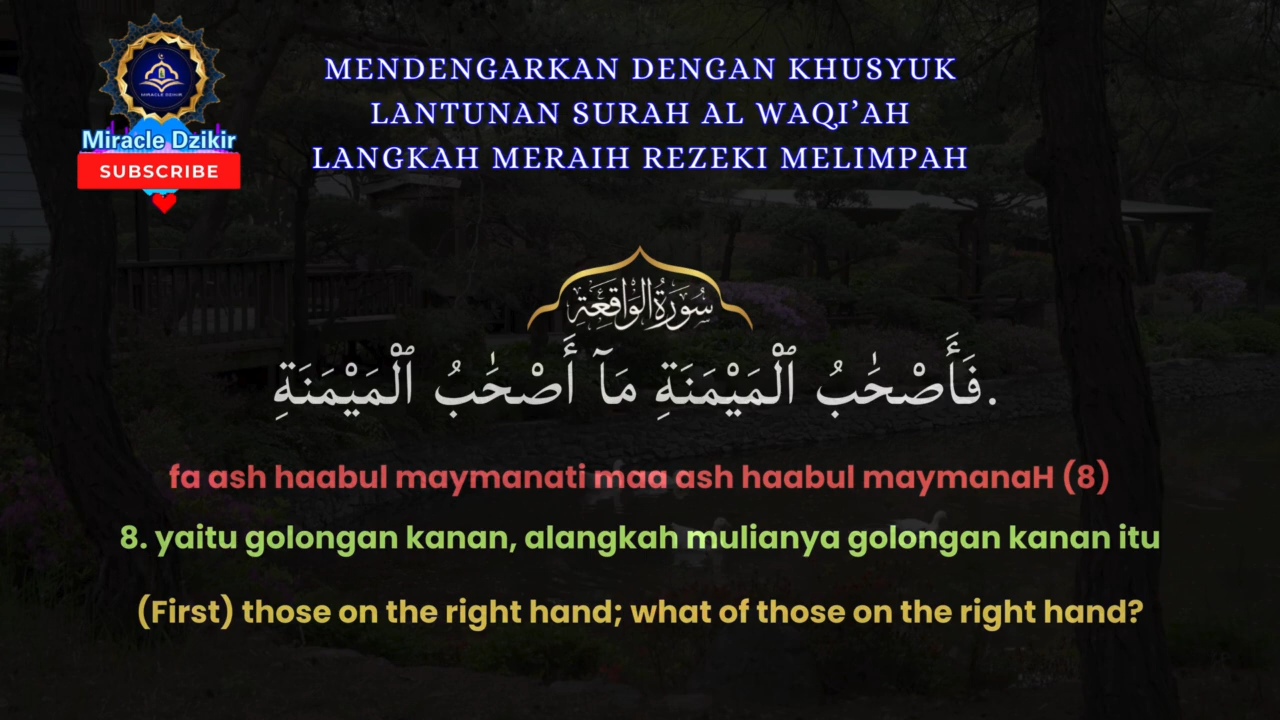 MIRACLE DZIKIR
Miracle Dzikir
SUBSCRIBE
MENDENGARKAN DENGAN KHUSYUK
LANTUNAN SURAH AL WAQI’AH
LANGKAH MERAIH REZEKI MELIMPAH
سُورَةُ الوَاقِعَةِ
فَأَصْحَٰبُ ٱلْمَيْمَنَةِ مَآ أَصْحَٰبُ ٱلْمَيْمَنَةِ.
fa ash haabul maymanati maa ash haabul maymanaH (8)
8. yaitu golongan kanan, alangkah mulianya golongan kanan itu
(First) those on the right hand; what of those on the right hand?